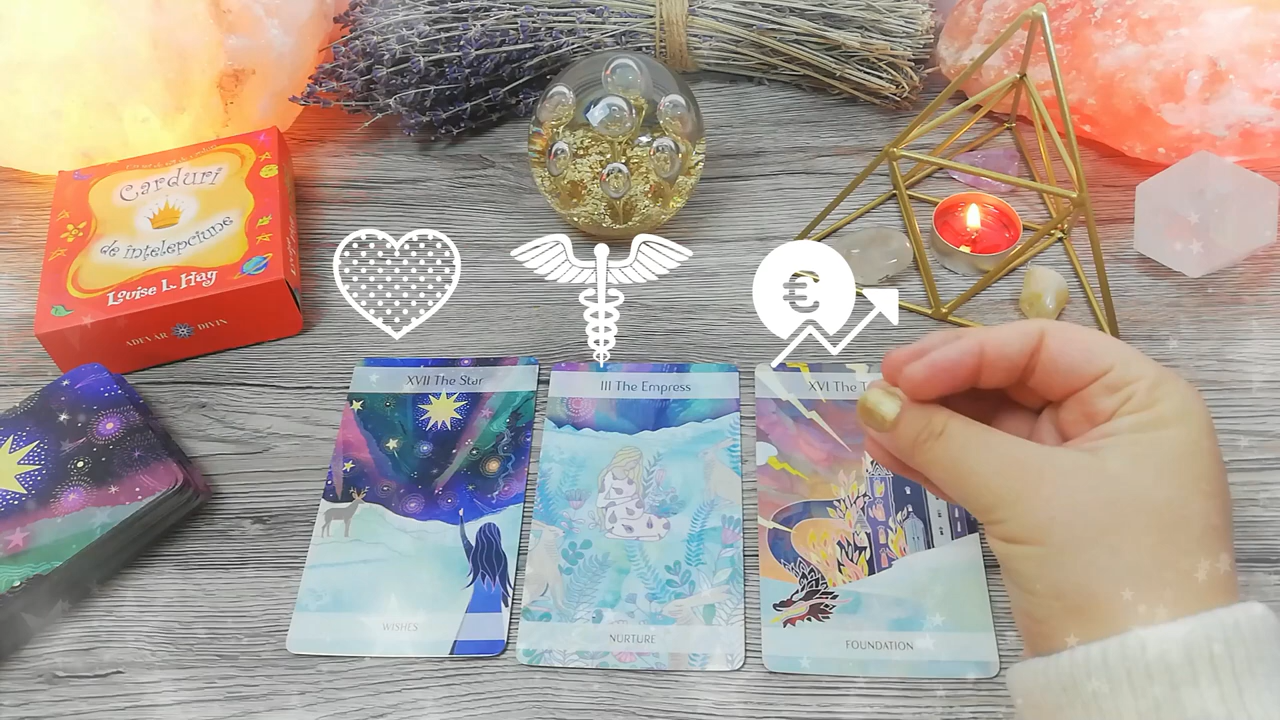 Carduri
de înțelepciune
Louise L. Hay
ADEVĂR DIVIN
€
XVII The Star
III The Empress
XVI The T
WISHES
NURTURE
FOUNDATION